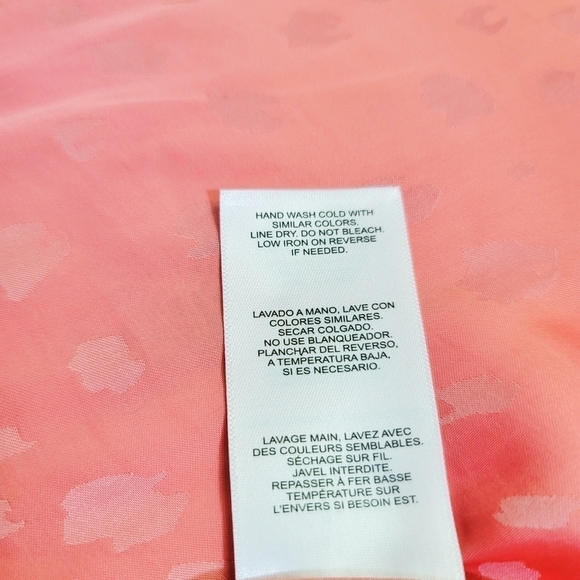 HAND WASH COLD WITH
SIMILAR COLORS.
LINE DRY. DO NOT BLEACH.
LOW IRON ON REVERSE
IF NEEDED.
LAVADO A MANO, LAVE CON
COLORES SIMILARES.
SECAR COLGADO.
NO USE BLANQUEADOR.
PLANCHAR DEL REVERSO,
A TEMPERATURA BAJA,
SI ES NECESARIO.
LAVAGE MAIN, LAVEZ AVEC
DES COULEURS SEMBLABLES.
SÉCHAGE SUR FIL.
JAVEL INTERDITE.
REPASSER À FER BASSE
TEMPÉRATURE SUR
L'ENVERS SI BESOIN EST.